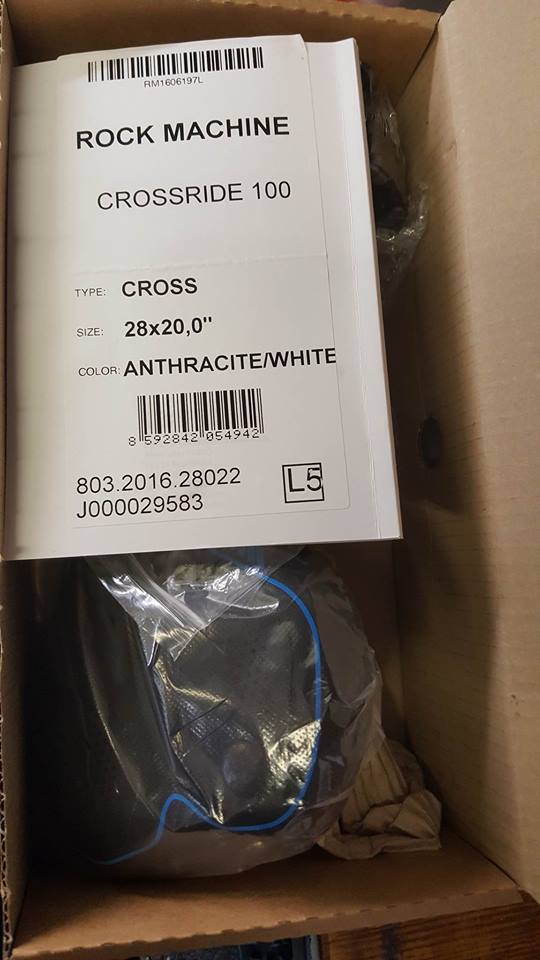 RM1606197L
ROCK MACHINE
CROSSRIDE 100
TYPE: CROSS
SIZE: 28x20,0"
COLOR: ANTHRACITE/WHITE
8 592842 054942
803.2016.28022
L5
J000029583